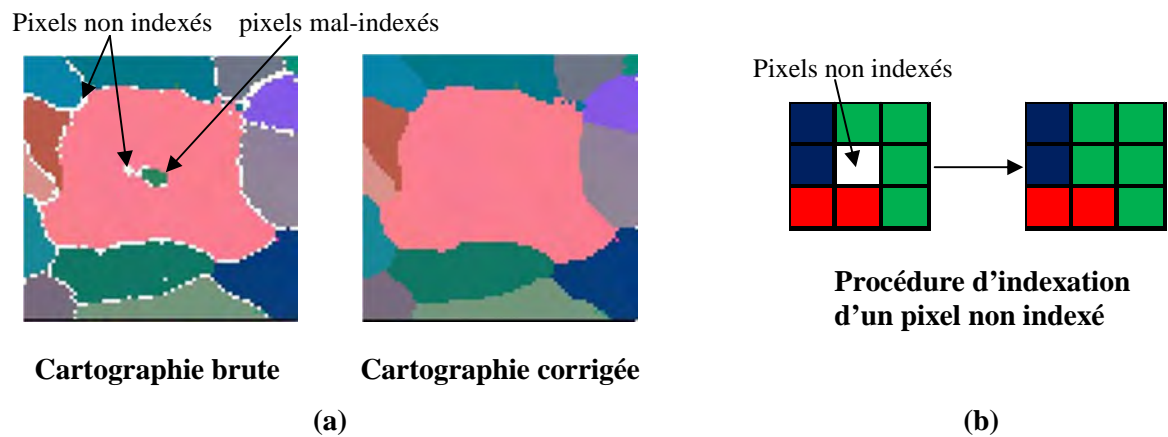 Pixels non indexés
pixels mal-indexés
Cartographie brute
Cartographie corrigée
(a)
Pixels non indexés
Procédure d'indexation
d'un pixel non indexé
(b)